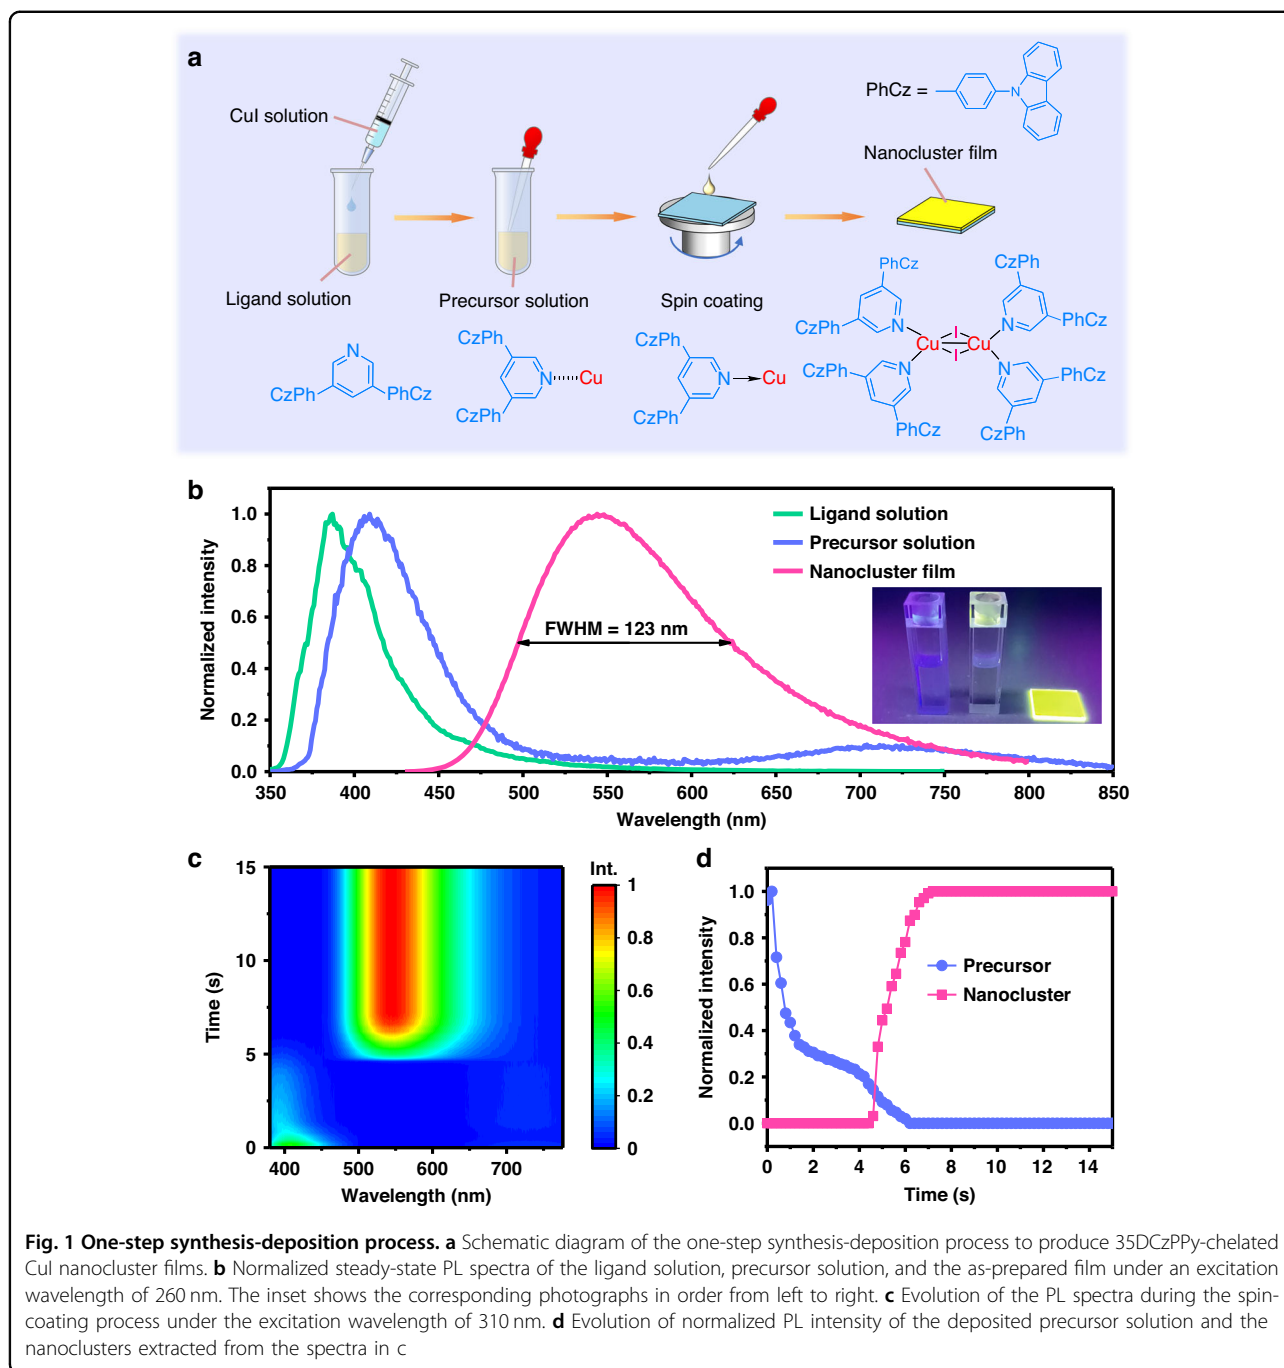 a
CuI solution
PhCz =
N
Nanocluster film
Ligand solution
Precursor solution
Spin coating
N
CzPh
PhCz
CzPh
N
Cu
CzPh
CzPh
N
Cu
CzPh
PhCz
CzPh
CzPh
PhCz
N
N
I
Cu
Cu
I
CzPh
N
N
PhCz
PhCz
CzPh
b
Normalized intensity
1.0
0.8
0.6
0.4
0.2
0.0
Ligand solution
Precursor solution
Nanocluster film
FWHM = 123 nm
350 400 450 500 550 600 650 700 750 800 850
Wavelength (nm)
c
Time (s)
15
10
5
0
400 500 600 700
Wavelength (nm)
Int.
1
0.8
0.6
0.4
0.2
0
d
Normalized intensity
1.0
0.8
0.6
0.4
0.2
0.0
Precursor
Nanocluster
0 2 4 6 8 10 12 14
Time (s)
Fig. 1 One-step synthesis-deposition process. a Schematic diagram of the one-step synthesis-deposition process to produce 35DCzPPy-chelated
CuI nanocluster films. b Normalized steady-state PL spectra of the ligand solution, precursor solution, and the as-prepared film under an excitation
wavelength of 260 nm. The inset shows the corresponding photographs in order from left to right. c Evolution of the PL spectra during the spin-
coating process under the excitation wavelength of 310 nm. d Evolution of normalized PL intensity of the deposited precursor solution and the
nanoclusters extracted from the spectra in c